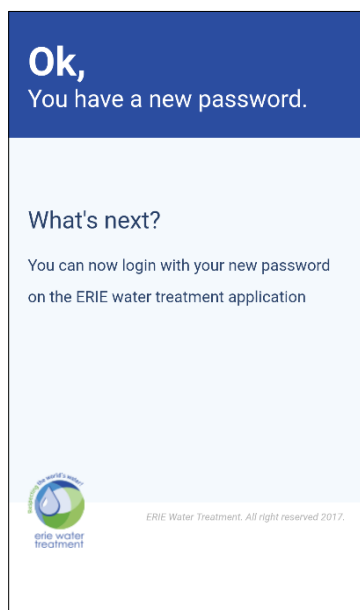 Ok,
You have a new password.
What's next?
You can now login with your new password
on the ERIE water treatment application
the world's water!
erie water
treatment
ERIE Water Treatment. All right reserved 2017.